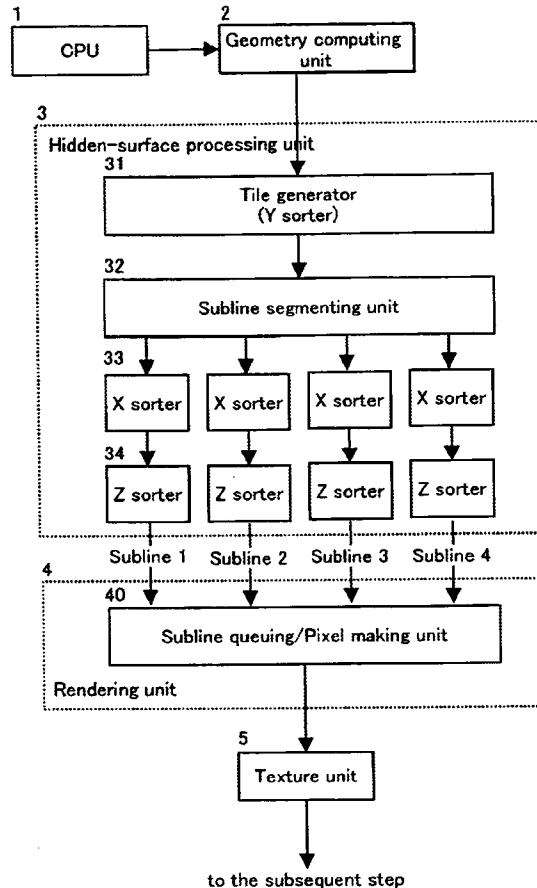 1
CPU
2
Geometry computing
unit
3
Hidden-surface processing unit
31
Tile generator
(Y sorter)
32
Subline segmenting unit
33
X sorter
X sorter
X sorter
X sorter
34
Z sorter
Z sorter
Z sorter
Z sorter
Subline 1
Subline 2
Subline 3
Subline 4
4
40
Subline queuing/Pixel making unit
Rendering unit
5
Texture unit
to the subsequent step